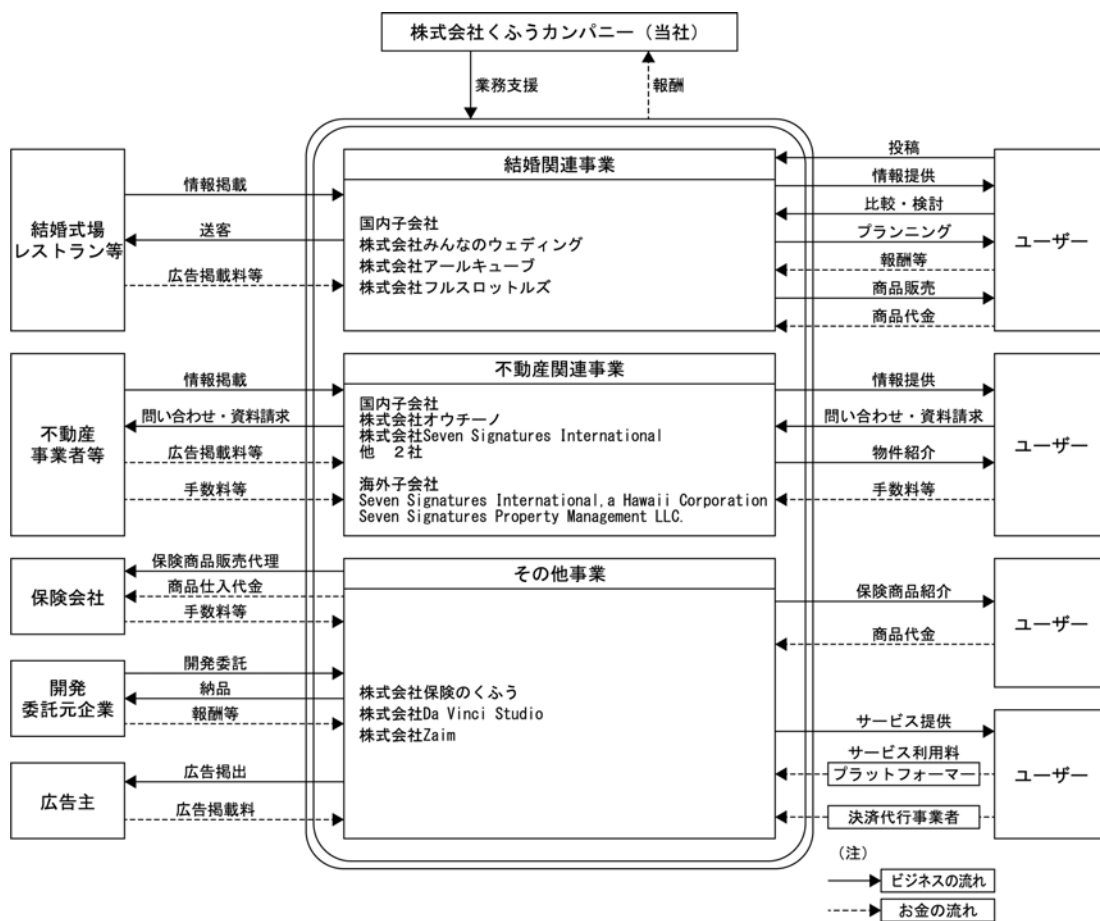 株式会社くふうカンパニー（当社）
業務支援
報酬
結婚式場
レストラン等
情報掲載
送客
広告掲載料等
結婚関連事業
国内子会社
株式会社みんなのウェディング
株式会社アールキューブ
株式会社フルスロットルズ
投稿
情報提供
比較・検討
プランニング
報酬等
商品販売
商品代金
ユーザー
不動産
事業者等
情報掲載
問い合わせ・資料請求
広告掲載料等
手数料等
不動産関連事業
国内子会社
株式会社オウチーノ
株式会社Seven Signatures International
他　２社
海外子会社
Seven Signatures International,a Hawaii Corporation
Seven Signatures Property Management LLC.
情報提供
問い合わせ・資料請求
物件紹介
手数料等
ユーザー
保険会社
保険商品販売代理
商品仕入代金
手数料等
開発
委託元企業
開発委託
納品
報酬等
広告主
広告掲出
広告掲載料
その他事業
株式会社保険のくふう
株式会社Da Vinci Studio
株式会社Zaim
保険商品紹介
商品代金
ユーザー
サービス提供
サービス利用料
プラットフォーマー
決済代行事業者
ユーザー
（注）
ビジネスの流れ
お金の流れ